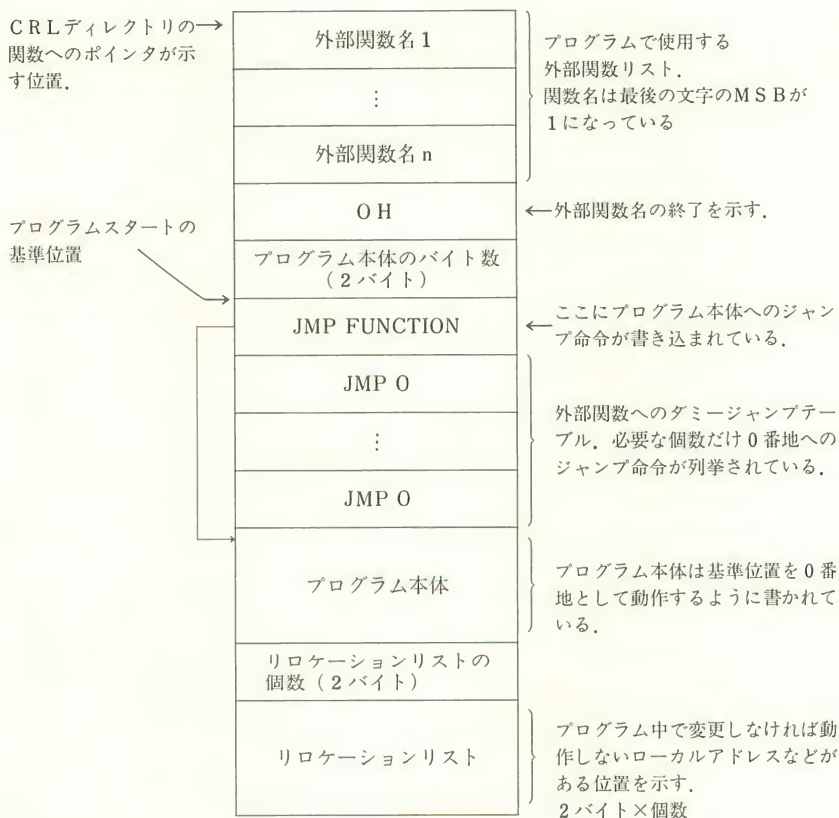 CRLディレクトリの
関数へのポインタが示
す位置.
外部関数名1
⋮
外部関数名n
プログラムで使用する
外部関数リスト.
関数名は最後の文字のMSBが
1になっている
OH
←外部関数名の終了を示す.
プログラムスタートの
基準位置
プログラム本体のバイト数
(2バイト)
JMP FUNCTION
←ここにプログラム本体へのジャン
プ命令が書き込まれている.
JMP O
⋮
JMP O
外部関数へのダミージャンプテー
ブル. 必要な個数だけ0番地への
ジャンプ命令が列挙されている.
プログラム本体
プログラム本体は基準位置を0番
地として動作するように書かれて
いる.
リロケーションリストの
個数(2バイト)
リロケーションリスト
プログラム中で変更しなければ動
作しないローカルアドレスなどが
ある位置を示す.
2バイト×個数